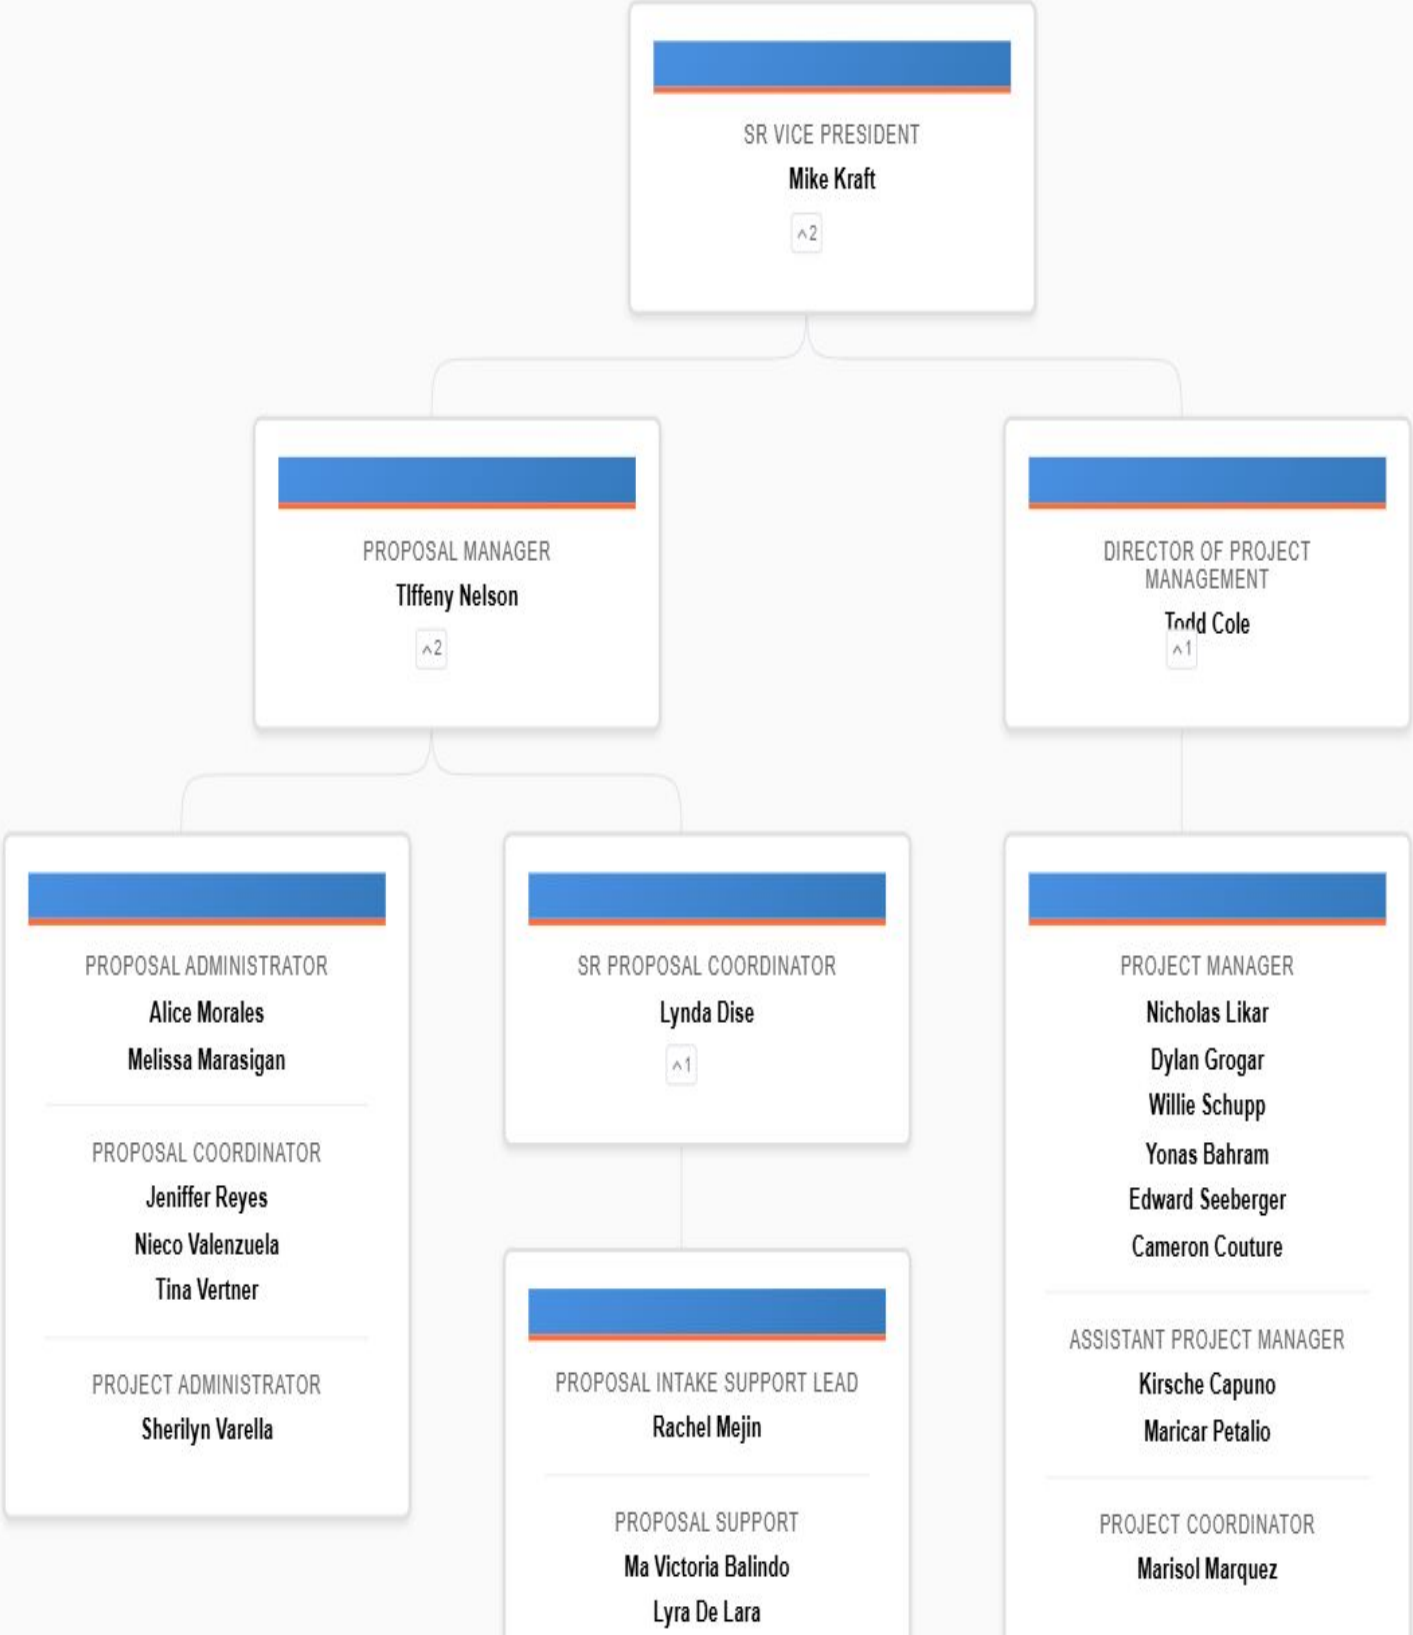 SR VICE PRESIDENT
Mike Kraft
^2
PROPOSAL MANAGER
TIffeny Nelson
^2
DIRECTOR OF PROJECT
MANAGEMENT
Todd Cole
^1
PROPOSAL ADMINISTRATOR
Alice Morales
Melissa Marasigan
PROPOSAL COORDINATOR
Jeniffer Reyes
Nieco Valenzuela
Tina Vertner
PROJECT ADMINISTRATOR
Sherilyn Varella
SR PROPOSAL COORDINATOR
Lynda Dise
^1
PROPOSAL INTAKE SUPPORT LEAD
Rachel Mejin
PROPOSAL SUPPORT
Ma Victoria Balindo
Lyra De Lara
PROJECT MANAGER
Nicholas Likar
Dylan Grogar
Willie Schupp
Yonas Bahram
Edward Seeberger
Cameron Couture
ASSISTANT PROJECT MANAGER
Kirsche Capuno
Maricar Petalio
PROJECT COORDINATOR
Marisol Marquez